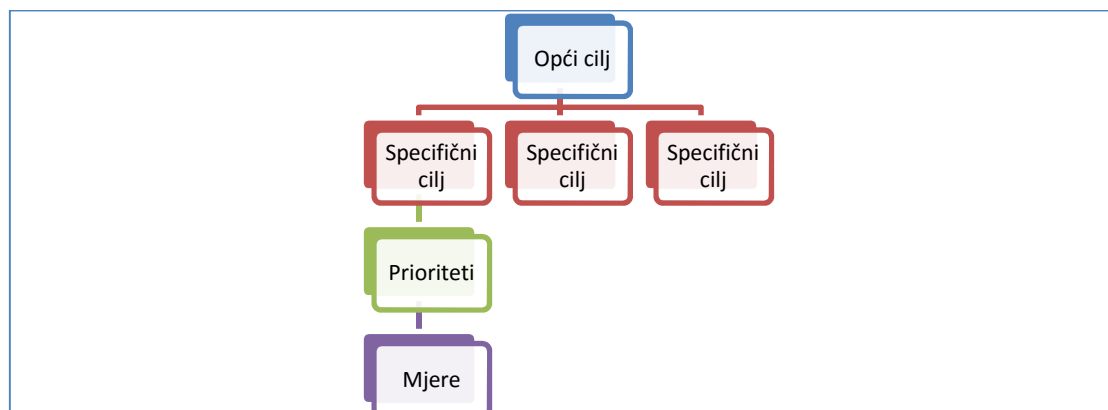 Opći cilj
Specifični
cilj
Specifični
cilj
Specifični
cilj
Prioriteti
Mjere